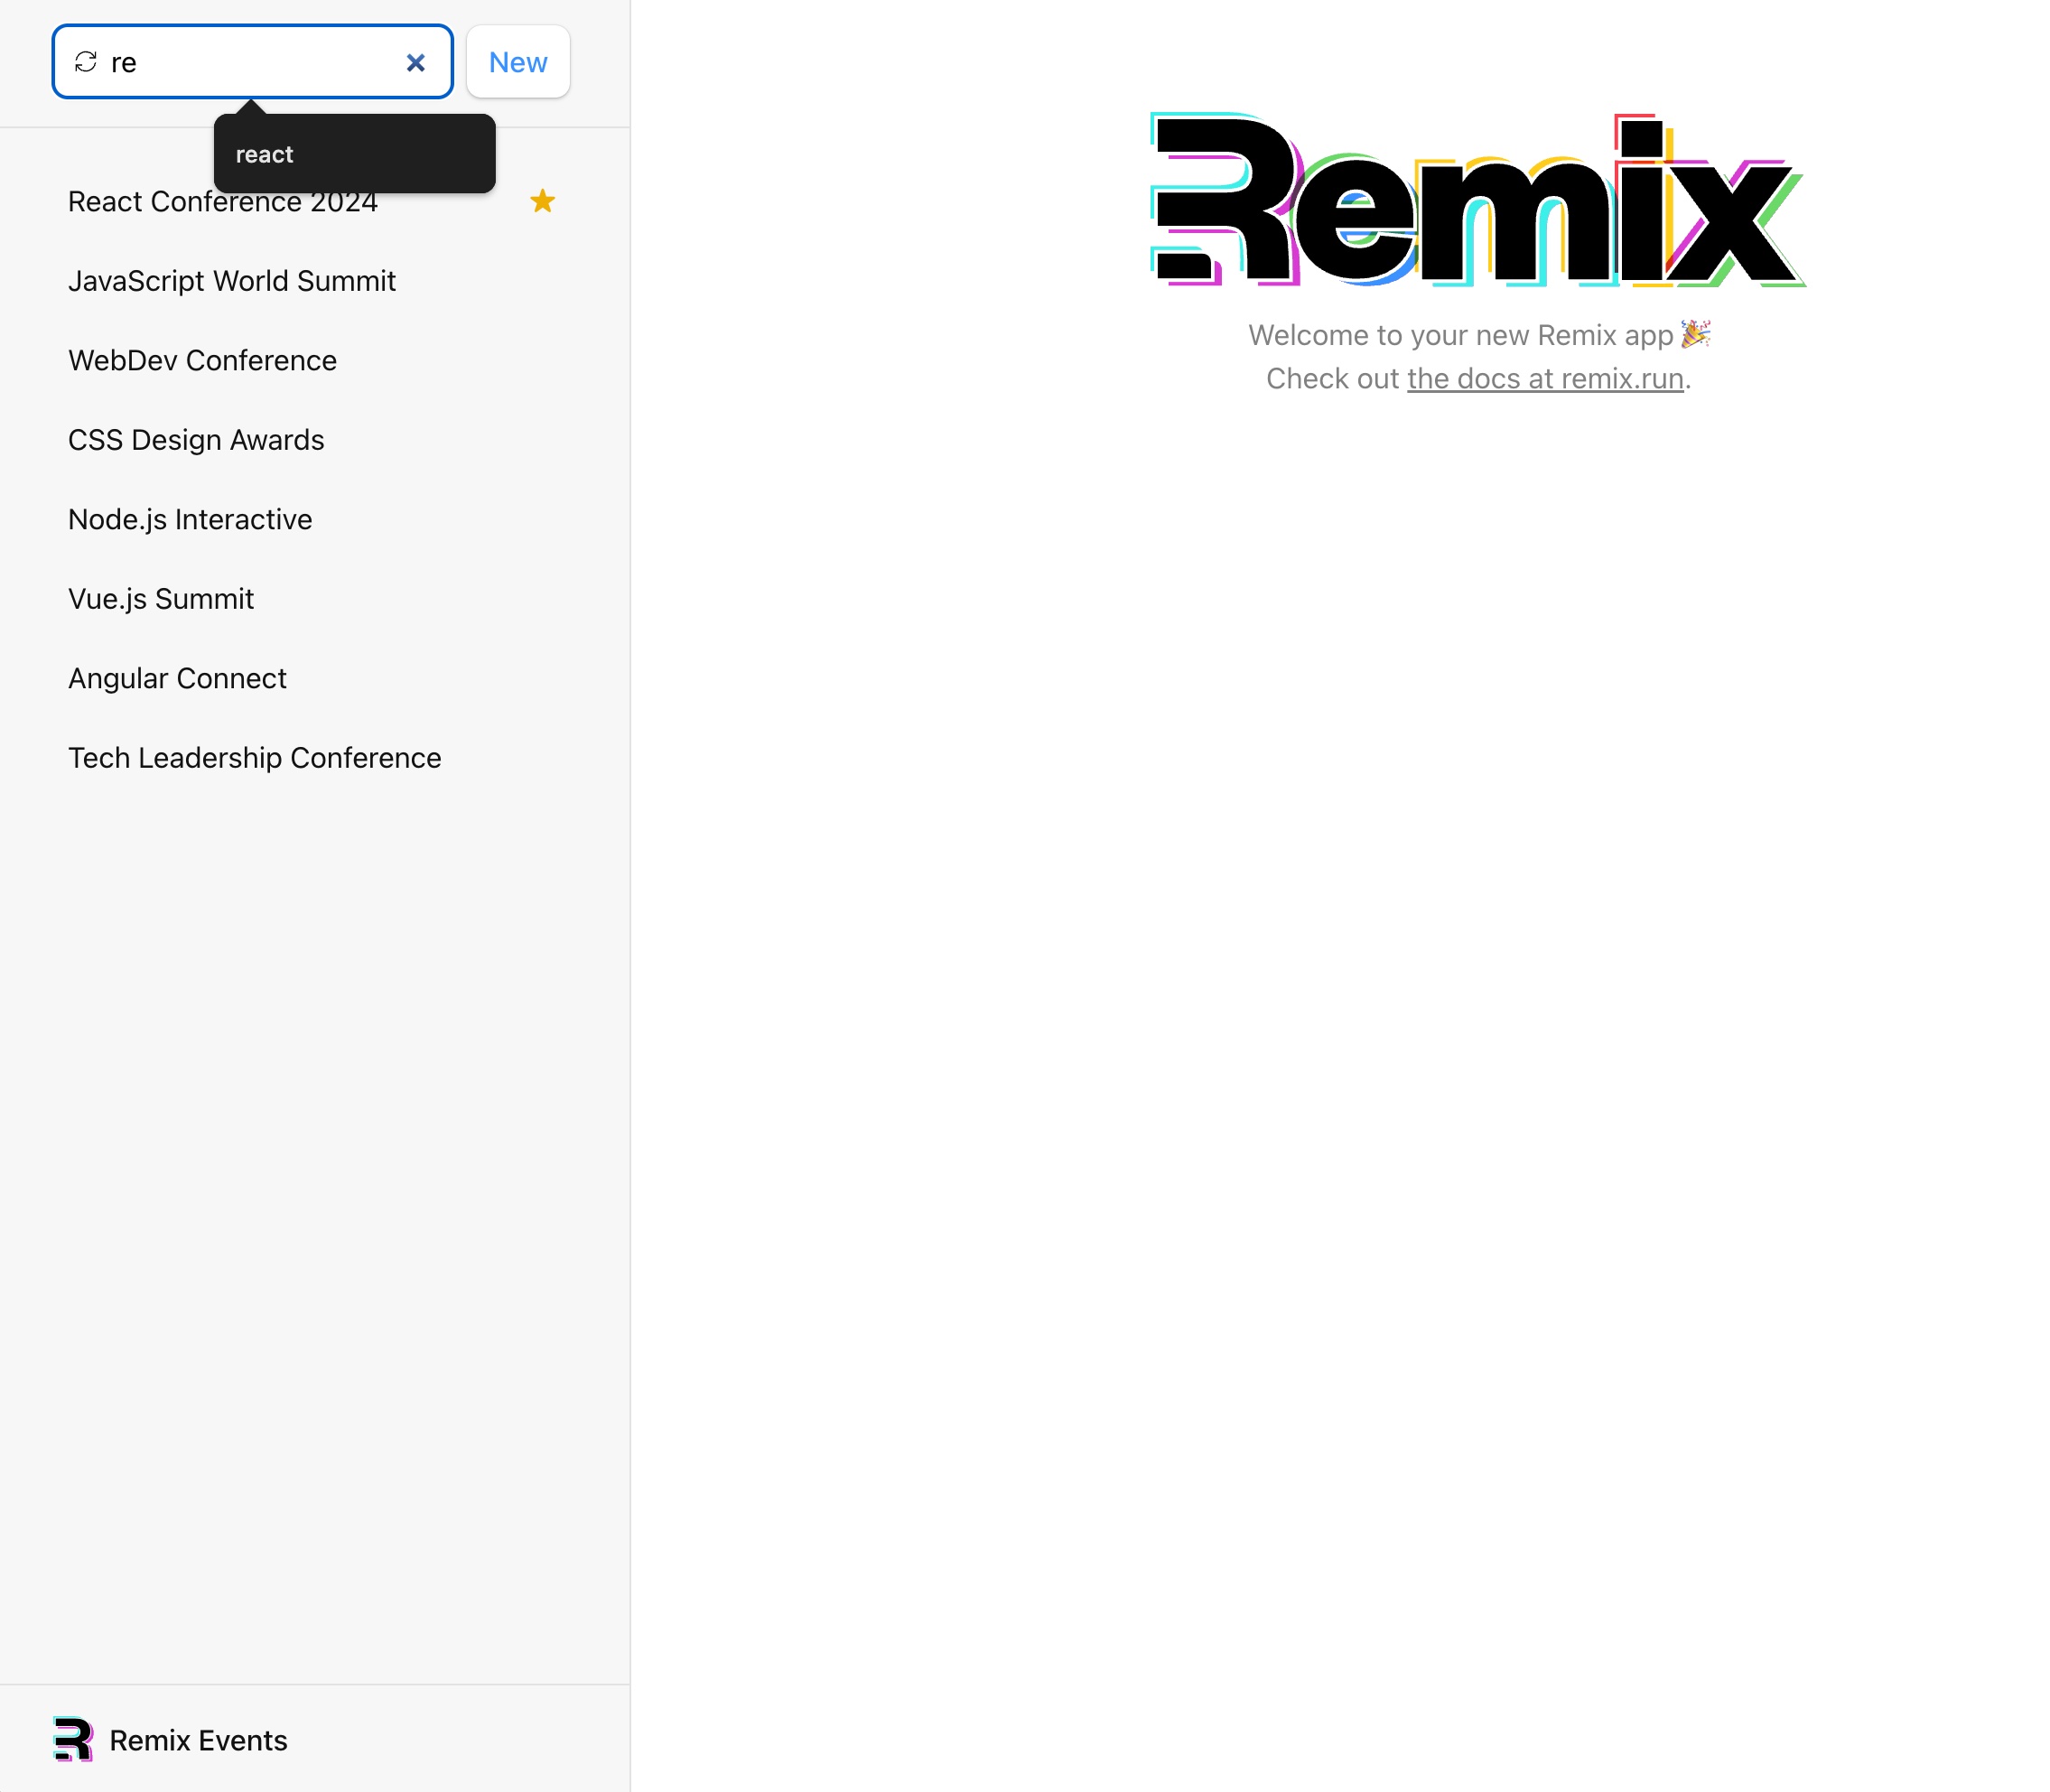 re
New
react
React Conference 2024
JavaScript World Summit
WebDev Conference
CSS Design Awards
Node.js Interactive
Vue.js Summit
Angular Connect
Tech Leadership Conference
Remix Events
Remix
Welcome to your new Remix app 🎉
Check out the docs at remix.run.